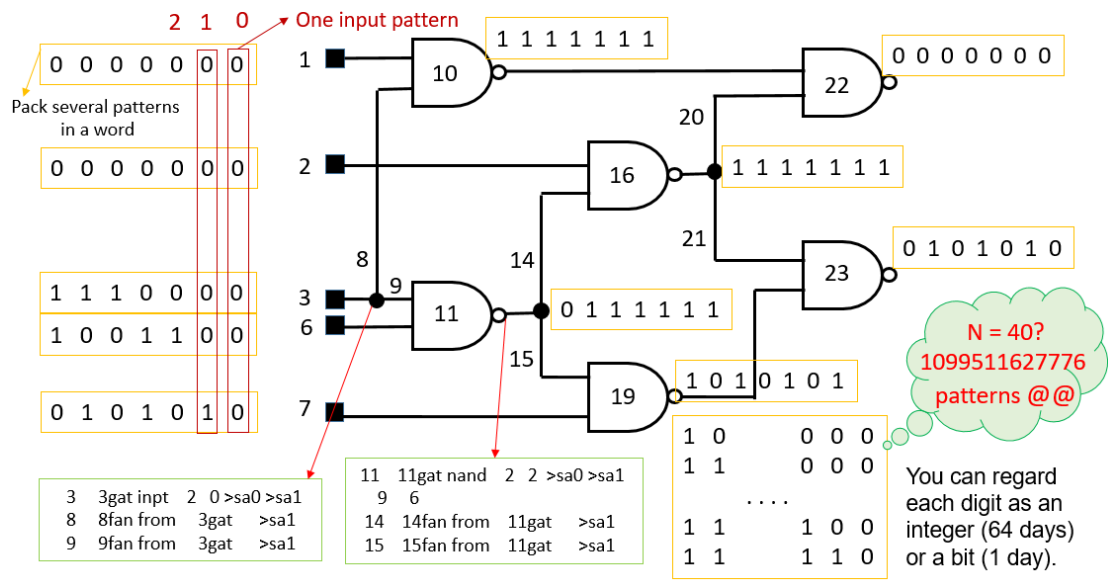 2 1 0
One input pattern
0 0 0 0 0 0 0
Pack several patterns
in a word
0 0 0 0 0 0 0
1 1 1 0 0 0 0
1 0 0 1 1 0 0
0 1 0 1 0 1 0
1
2
3
6
7
10
1 1 1 1 1 1 1
22
0 0 0 0 0 0 0
20
16
1 1 1 1 1 1 1
21
8
9
14
11
0 1 1 1 1 1 1
23
0 1 0 1 0 1 0
15
19
1 0 1 0 1 0 1
N = 40?
1099511627776
patterns @@
1 0 0 0 0
1 1 0 0 0
. . . .
1 1 1 0 0
1 1 1 1 0
You can regard
each digit as an
integer (64 days)
or a bit (1 day).
3 3gat inpt 2 0 >sa0 >sa1
8 8fan from 3gat >sa1
9 9fan from 3gat >sa1
11 11gat nand 2 2 >sa0 >sa1
9 6
14 14fan from 11gat >sa1
15 15fan from 11gat >sa1